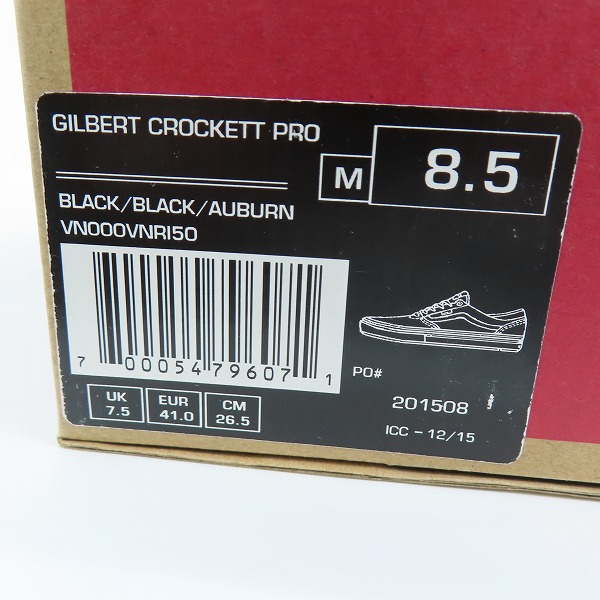 GILBERT CROCKETT PRO
M 8.5
BLACK/BLACK/AUBURN
VN000VNRI50
7 00054 79607 1
PO#
UK
7.5
EUR
41.0
CM
26.5
201508
ICC - 12/15